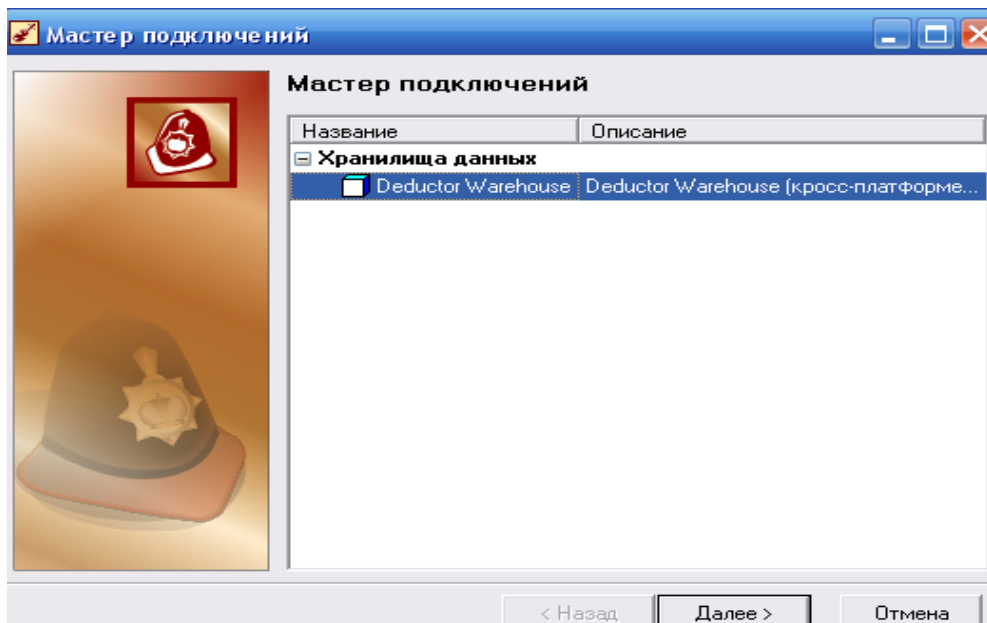 Мастер подключений
Мастер подключений
Название Описание
Хранилища данных
Deductor Warehouse Deductor Warehouse (кросс-платформе...
< Назад Далее > Отмена